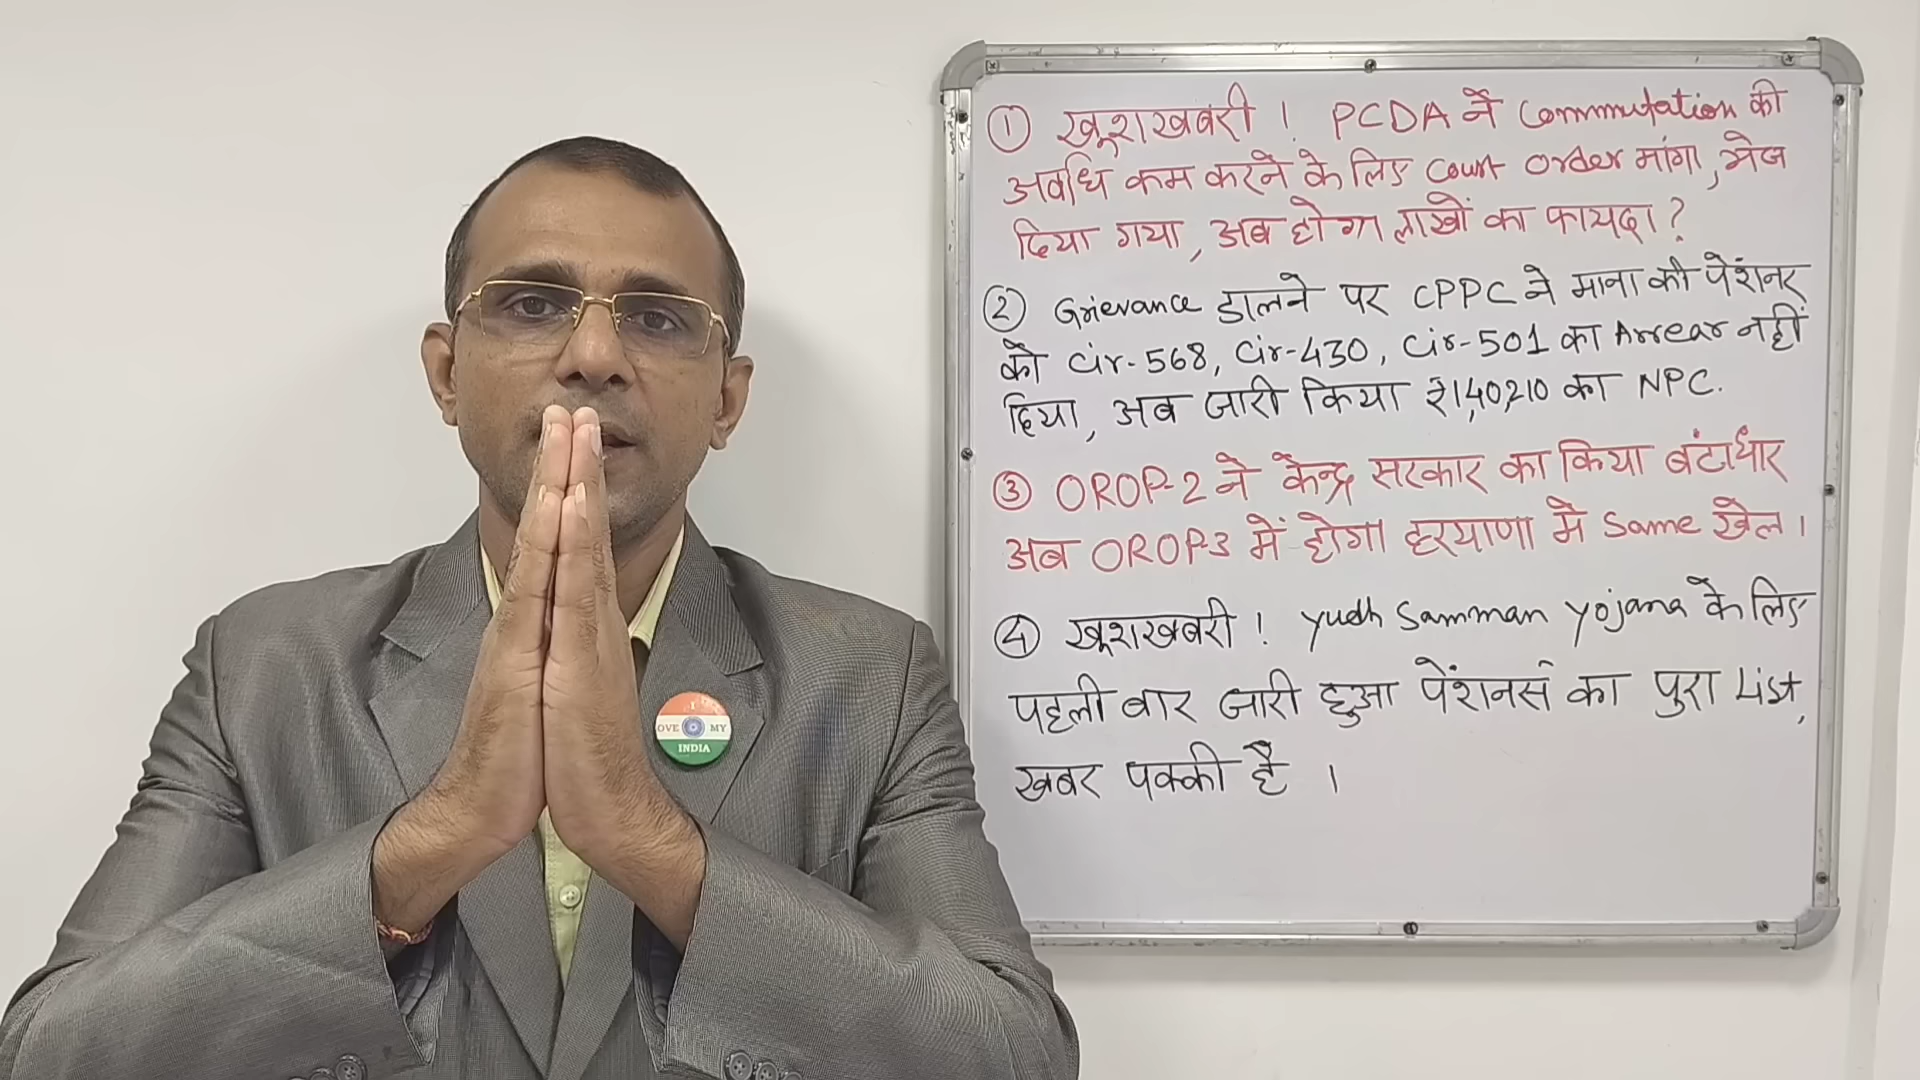 ① खूशखबरी ! PCDA ने Commutation की
अवधि कम करने के लिए Court Order मांगा, भेज
दिया गया, अब होगा लाखों का फायदा ?
② Grievance डालने पर CPPC ने माना की पेंशनर
को Cir-568, Cir-430, Cir-501 का Arrear नहीं
दिया, अब जारी किया ₹1,40,210 का NPC.
③ OROP-2 ने केन्द्र सरकार का किया बंटाधार
अब OROP-3 में होगा हरयाणा मे Same खेल ।
④ खूशखबरी ! Yudh Samman Yojana के लिए
पहली बार जारी हुआ पेंशनर्स का पुरा List,
खबर पक्की है ।
I
OVE MY
INDIA